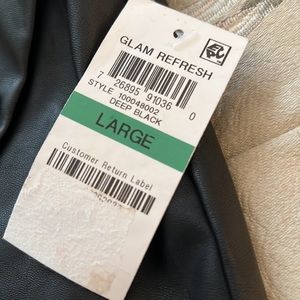 GLAM REFRESH
7 26895 91036 0
STYLE 100048002
DEEP BLACK
LARGE
Customer Return Label